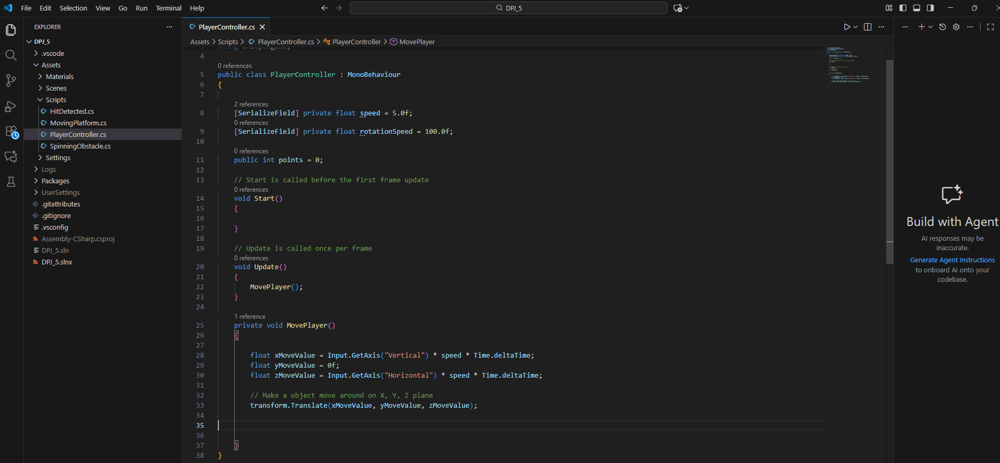 File Edit Selection View Go Run Terminal Help
DPJ_5
EXPLORER
DPJ_5
.vscode
Assets
Materials
Scenes
Scripts
HitDetected.cs
MovingPlatform.cs
PlayerController.cs
SpinningObstacle.cs
Settings
Logs
Packages
UserSettings
.gitattributes
.gitignore
.vsconfig
Assembly-CSharp.csproj
DPJ_5.sln
DPJ_5.slnx
PlayerController.cs
Assets > Scripts > PlayerController.cs > PlayerController > MovePlayer
4
0 references
5 public class PlayerController : MonoBehaviour
6 {
7
2 references
8 [SerializeField] private float speed = 5.0f;
0 references
9 [SerializeField] private float rotationSpeed = 100.0f;
10
0 references
11 public int points = 0;
12
13 // Start is called before the first frame update
0 references
14 void Start()
15 {
16
17 }
18
19 // Update is called once per frame
0 references
20 void Update()
21 {
22 MovePlayer();
23 }
24
1 reference
25 private void MovePlayer()
26 {
27
28 float xMoveValue = Input.GetAxis("Vertical") * speed * Time.deltaTime;
29 float yMoveValue = 0f;
30 float zMoveValue = Input.GetAxis("Horizontal") * speed * Time.deltaTime;
31
32 // Make a object move around on X, Y, Z plane
33 transform.Translate(xMoveValue, yMoveValue, zMoveValue);
34
35
36
37 }
38 }
Build with Agent
AI responses may be
inaccurate.
Generate Agent Instructions
to onboard AI onto your
codebase.